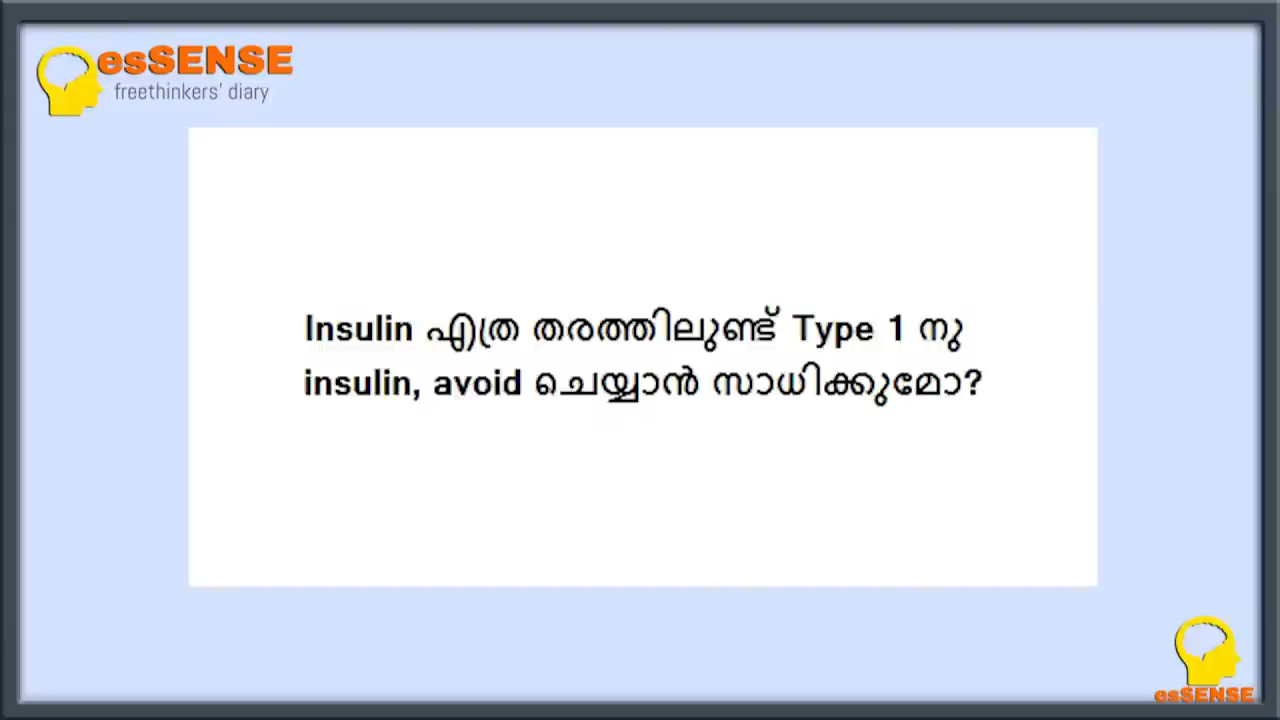 esSENSE
freethinkers' diary
Insulin എത്ര തരത്തിലുണ്ട് Type 1 നു
insulin, avoid ചെയ്യാൻ സാധിക്കുമോ?
esSENSE